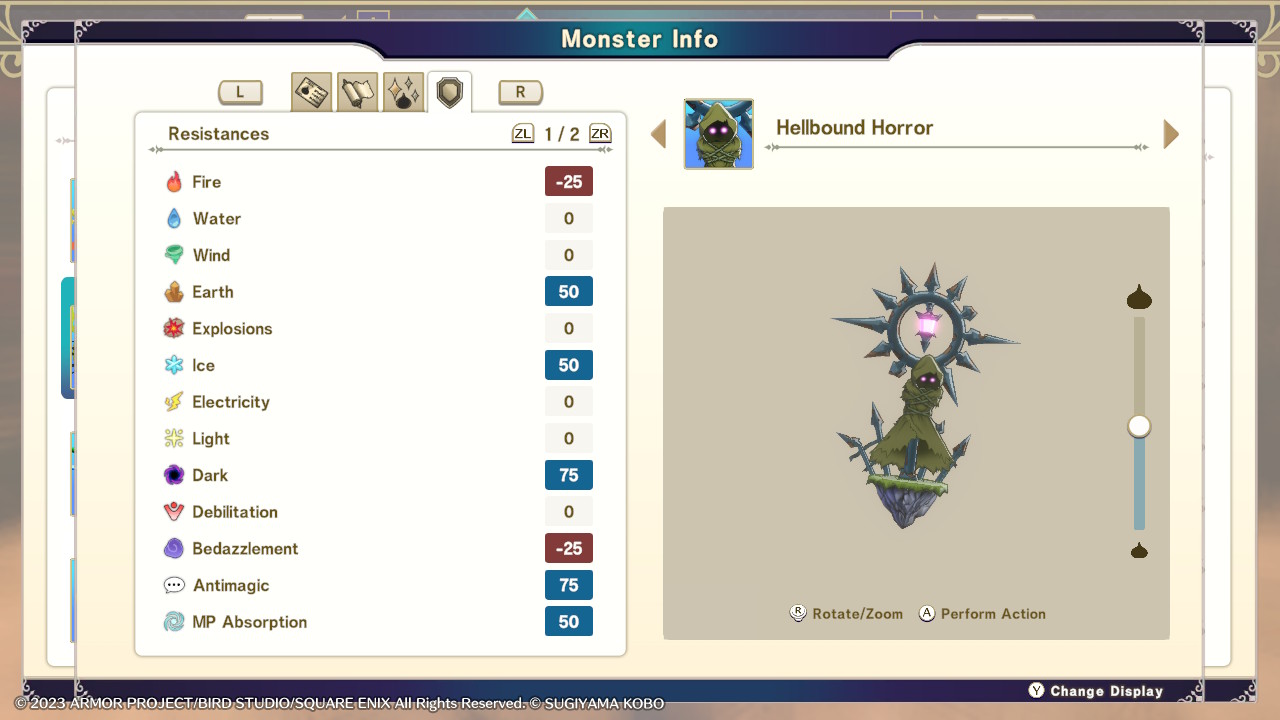 Monster Info
L
R
Resistances
ZL 1 / 2 ZR
Fire -25
Water 0
Wind 0
Earth 50
Explosions 0
Ice 50
Electricity 0
Light 0
Dark 75
Debilitation 0
Bedazzlement -25
Antimagic 75
MP Absorption 50
Hellbound Horror
R Rotate/Zoom A Perform Action
Y Change Display
© 2023 ARMOR PROJECT/BIRD STUDIO/SQUARE ENIX All Rights Reserved. © SUGIYAMA KOBO